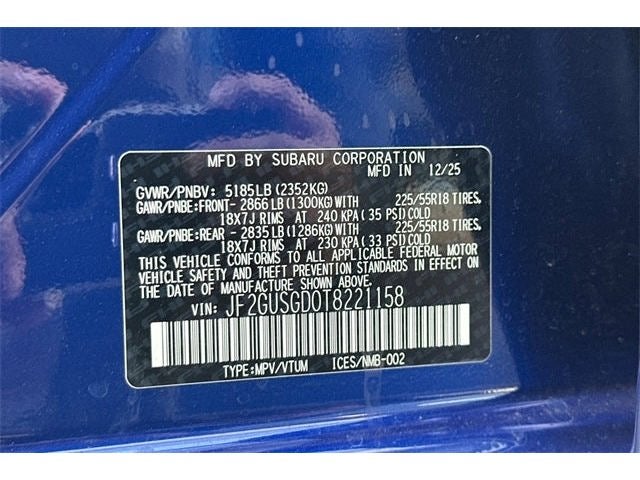 MFD BY SUBARU CORPORATION
MFD IN 12/25
GVWR/PNBV: 5185LB (2352KG)
GAWR/PNBE:FRONT- 2866LB (1300KG)WITH 225/55R18 TIRES,
18X7J RIMS AT 240 KPA (35 PSI)COLD
GAWR/PNBE:REAR - 2835LB (1286KG)WITH 225/55R18 TIRES,
18X7J RIMS AT 230 KPA (33 PSI)COLD
THIS VEHICLE CONFORMS TO ALL APPLICABLE FEDERAL MOTOR
VEHICLE SAFETY AND THEFT PREVENTION STANDARDS IN EFFECT ON
THE DATE OF MANUFACTURE SHOWN ABOVE.
VIN: JF2GUSGD0T8221158
TYPE:MPV/VTUM ICES/NMB-002